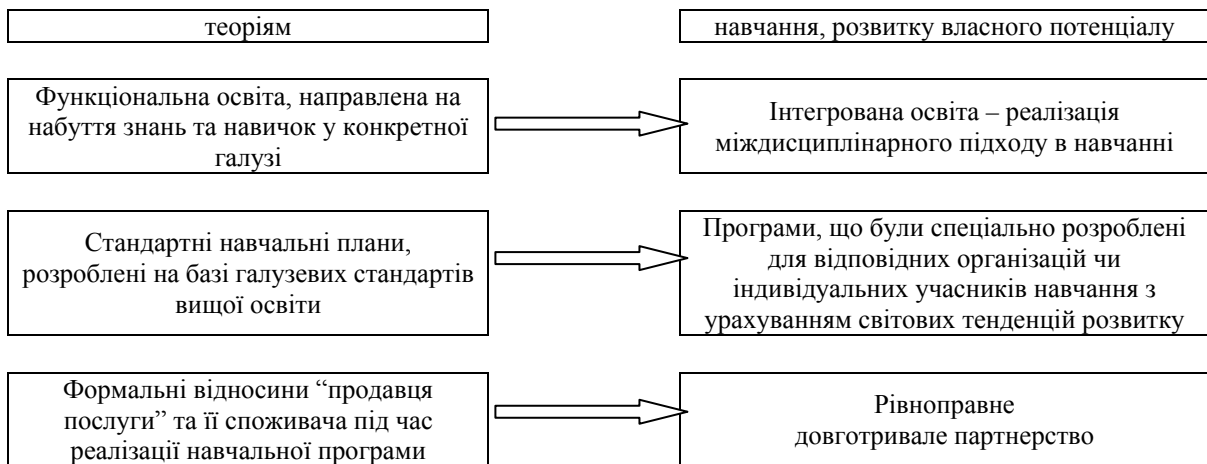 теоріям
навчання, розвитку власного потенціалу
Функціональна освіта, направлена на
набуття знань та навичок у конкретної
галузі
Інтегрована освіта – реалізація
міждисциплінарного підходу в навчанні
Стандартні навчальні плани,
розроблені на базі галузевих стандартів
вищої освіти
Програми, що були спеціально розроблені
для відповідних організацій чи
індивідуальних учасників навчання з
урахуванням світових тенденцій розвитку
Формальні відносини “продавця
послуги” та її споживача під час
реалізації навчальної програми
Рівноправне
довготривале партнерство